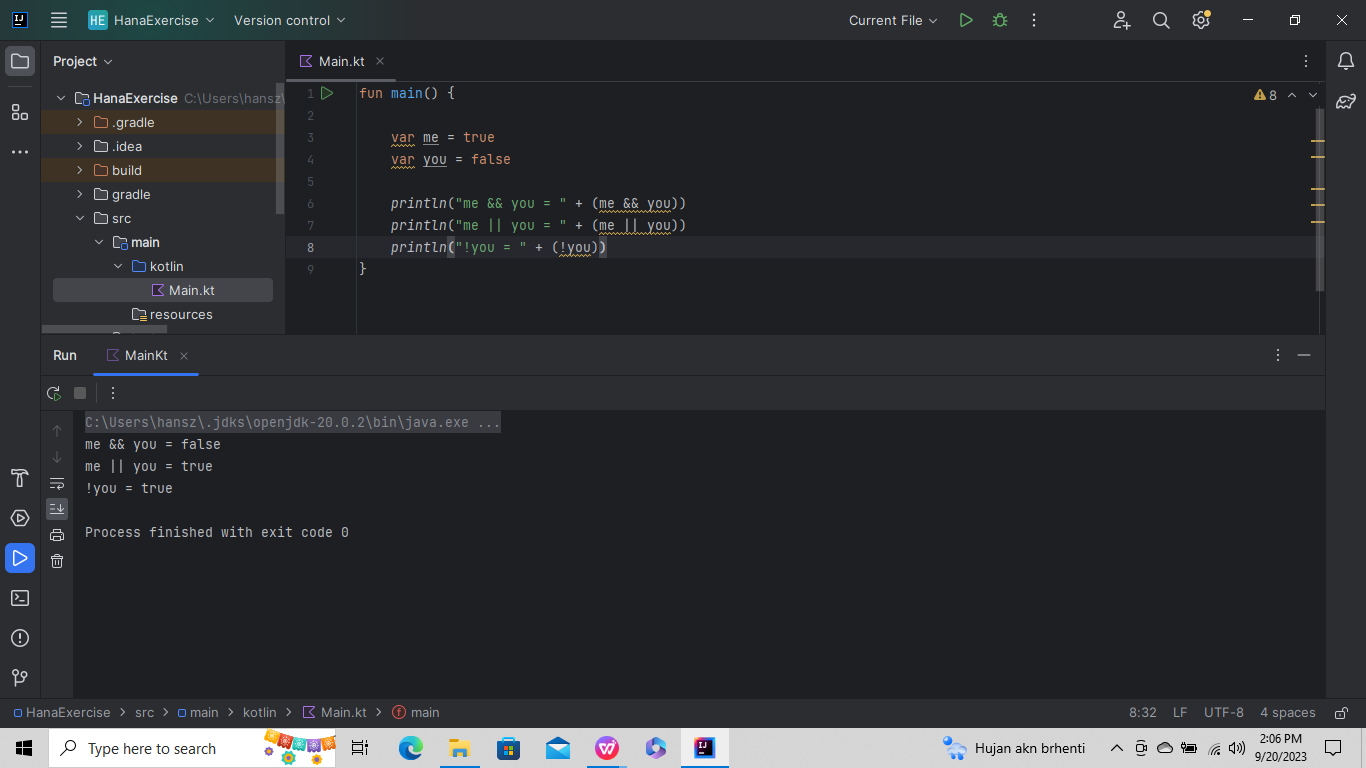 HE HanaExercise Version control Current File
Project
Main.kt
HanaExercise C:\Users\hansz\
.gradle
.idea
build
gradle
src
main
kotlin
Main.kt
resources
8
1 fun main() {
2
3 var me = true
4 var you = false
5
6 println("me && you = " + (me && you))
7 println("me || you = " + (me || you))
8 println("!you = " + (!you))
9 }
Run MainKt
C:\Users\hansz\.jdks\openjdk-20.0.2\bin\java.exe ...
me && you = false
me || you = true
!you = true
Process finished with exit code 0
HanaExercise > src > main > kotlin > Main.kt > main 8:32 LF UTF-8 4 spaces
Type here to search
Hujan akn brhenti
2:06 PM
9/20/2023